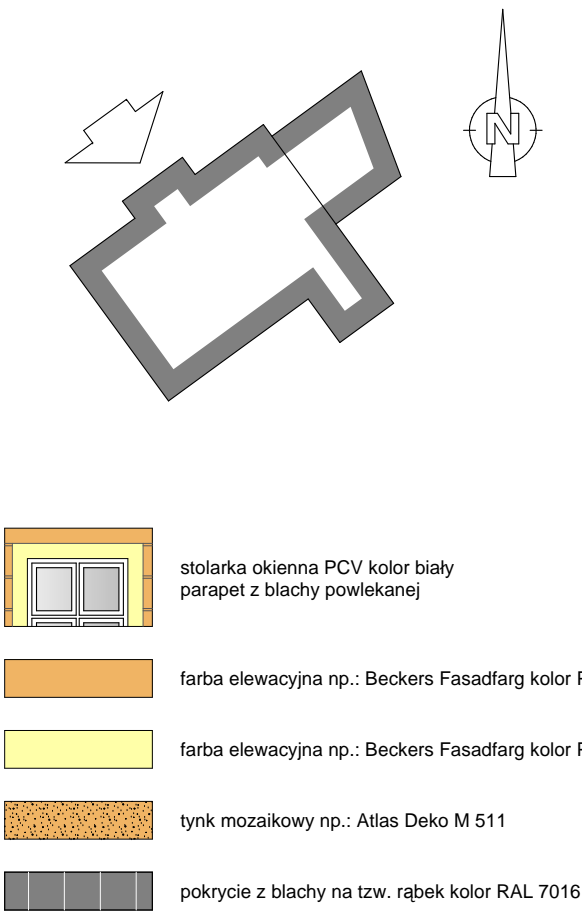 N
stolarka okienna PCV kolor biały
parapet z blachy powlekanej
farba elewacyjna np.: Beckers Fasadfarg kolor
farba elewacyjna np.: Beckers Fasadfarg kolor
tynk mozaikowy np.: Atlas Deko M 511
pokrycie z blachy na tzw. rąbek kolor RAL 7016